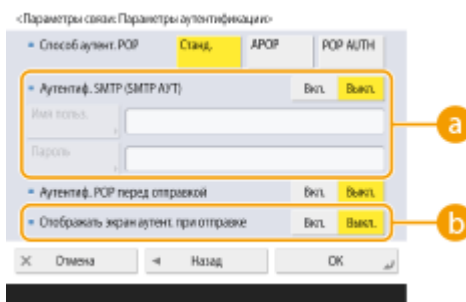 <Параметры связи: Параметры аутентификации>
Способ аутент. POP Станд. APOP POP AUTH
Аутентиф. SMTP (SMTP АУТ) Вкл. Выкл.
Имя польз.
Пароль
Аутентиф. POP перед отправкой Вкл. Выкл.
Отображать экран аутент. при отправке Вкл. Выкл.
Отмена Назад OK
a
b